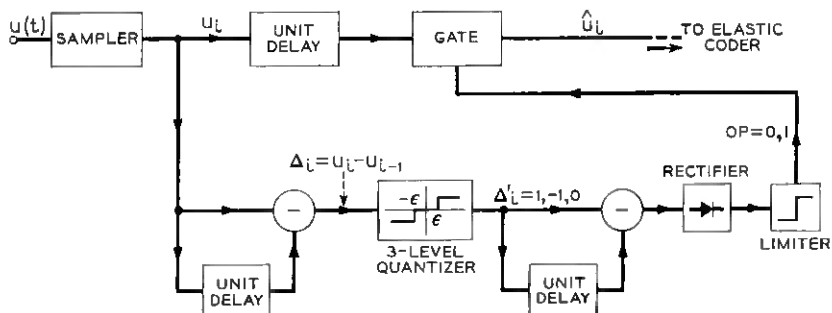 u(t)
SAMPLER
u_i
UNIT
DELAY
GATE
û_i
TO ELASTIC
CODER
OP=0,1
Δ_i=u_i-u_{i-1}
-ϵ
ϵ
3-LEVEL
QUANTIZER
Δ'_i=1,-1,0
RECTIFIER
LIMITER
UNIT
DELAY
UNIT
DELAY
−
−